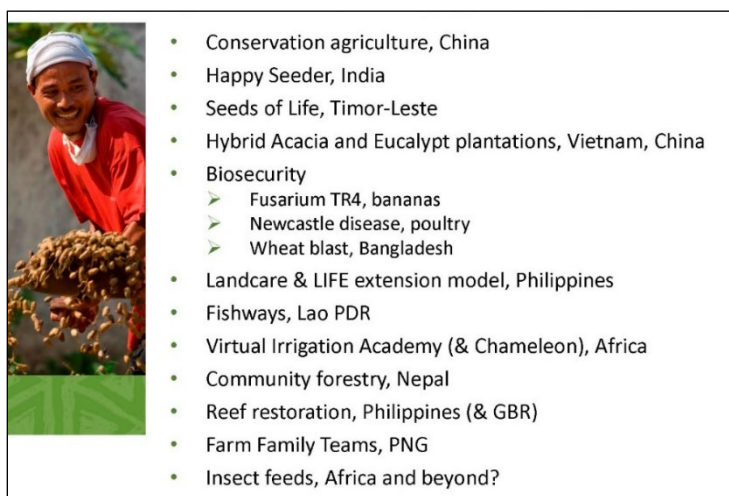 • Conservation agriculture, China
• Happy Seeder, India
• Seeds of Life, Timor-Leste
• Hybrid Acacia and Eucalypt plantations, Vietnam, China
• Biosecurity
➢ Fusarium TR4, bananas
➢ Newcastle disease, poultry
➢ Wheat blast, Bangladesh
• Landcare & LIFE extension model, Philippines
• Fishways, Lao PDR
• Virtual Irrigation Academy (& Chameleon), Africa
• Community forestry, Nepal
• Reef restoration, Philippines (& GBR)
• Farm Family Teams, PNG
• Insect feeds, Africa and beyond?